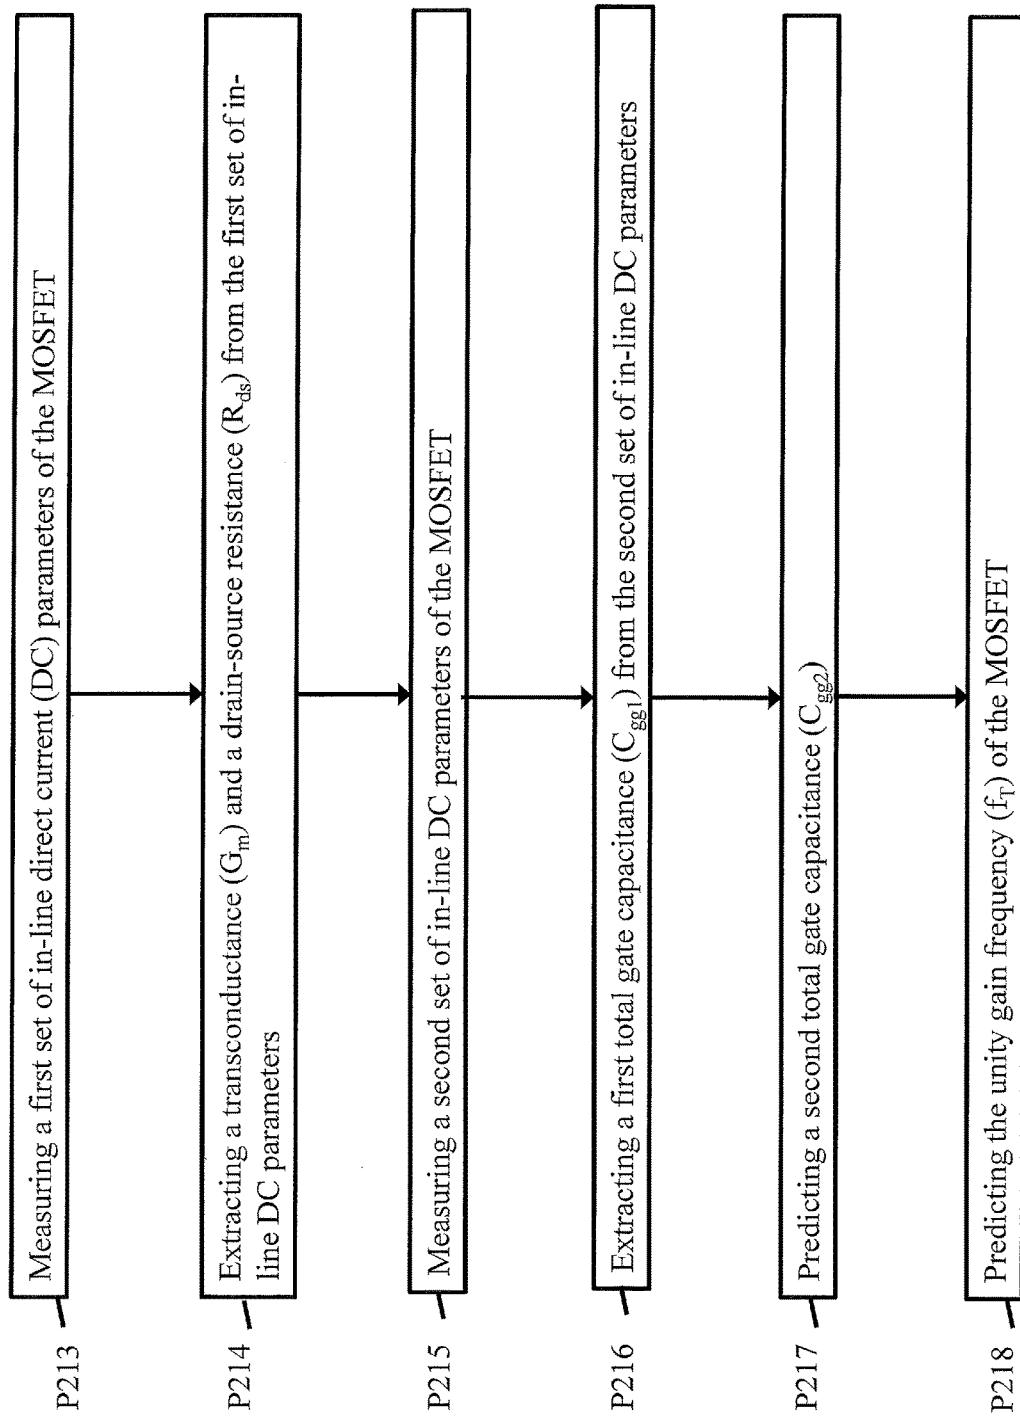 P213
Measuring a first set of in-line direct current (DC) parameters of the MOSFET
P214
Extracting a transconductance (Gm) and a drain-source resistance (Rds) from the first set of in-
line DC parameters
P215
Measuring a second set of in-line DC parameters of the MOSFET
P216
Extracting a first total gate capacitance (Cgg1) from the second set of in-line DC parameters
P217
Predicting a second total gate capacitance (Cgg2)
P218
Predicting the unity gain frequency (fT) of the MOSFET